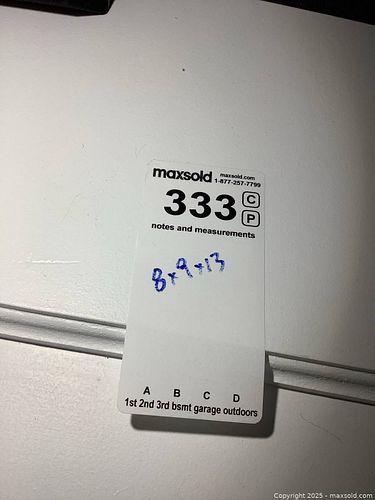 maxsold maxsold.com
1-877-257-7799
333 C
P
notes and measurements
8x9x13
A B C D
1st 2nd 3rd bsmt garage outdoors
Copyright 2025 - maxsold.com